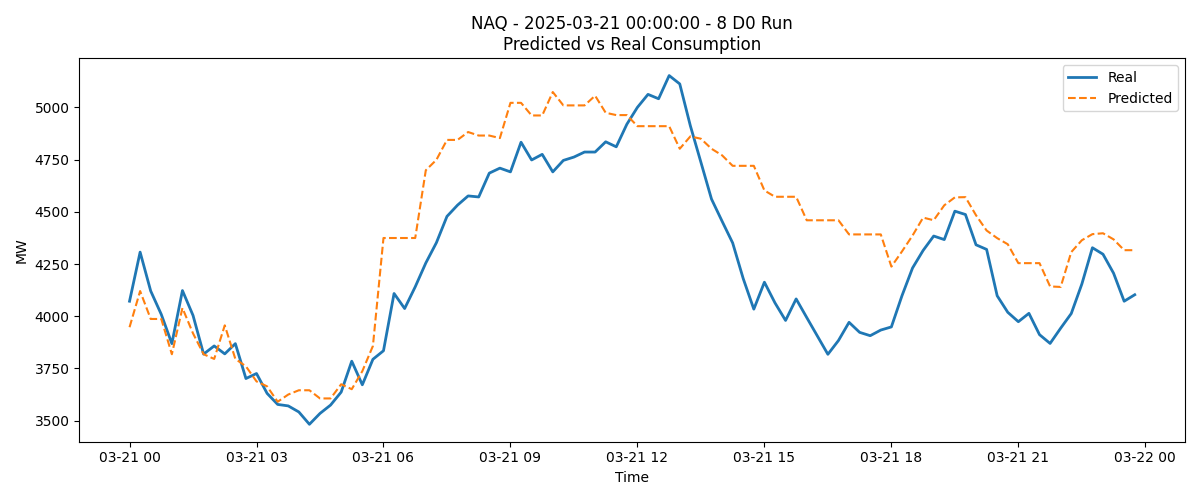 NAQ - 2025-03-21 00:00:00 - 8 D0 Run
Predicted vs Real Consumption
Real
Predicted
MW
5000
4750
4500
4250
4000
3750
3500
03-21 00
03-21 03
03-21 06
03-21 09
03-21 12
03-21 15
03-21 18
03-21 21
03-22 00
Time